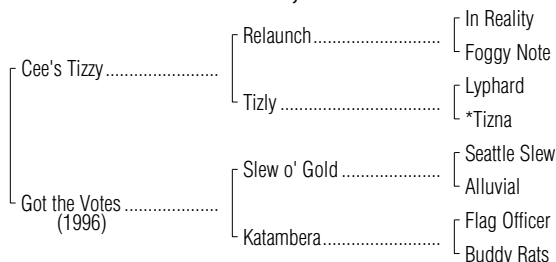 In Reality
Relaunch
Foggy Note
Cee's Tizzy
Lyphard
Tizly
*Tizna
Seattle Slew
Slew o' Gold
Alluvial
Got the Votes
(1996)
Flag Officer
Katambera
Buddy Rats